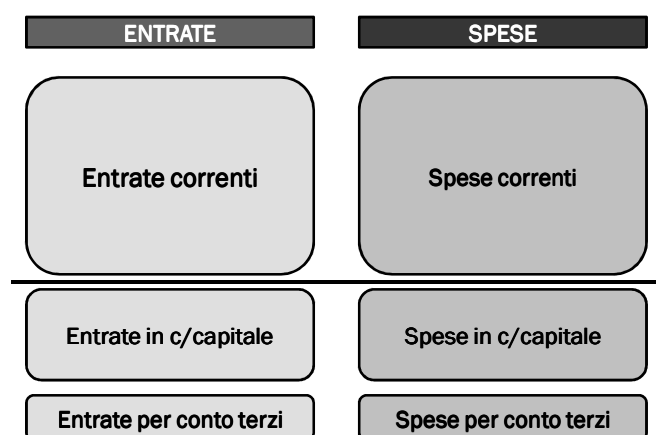 ENTRATE
SPESE
Entrate correnti
Spese correnti
Entrate in c/capitale
Spese in c/capitale
Entrate per conto terzi
Spese per conto terzi